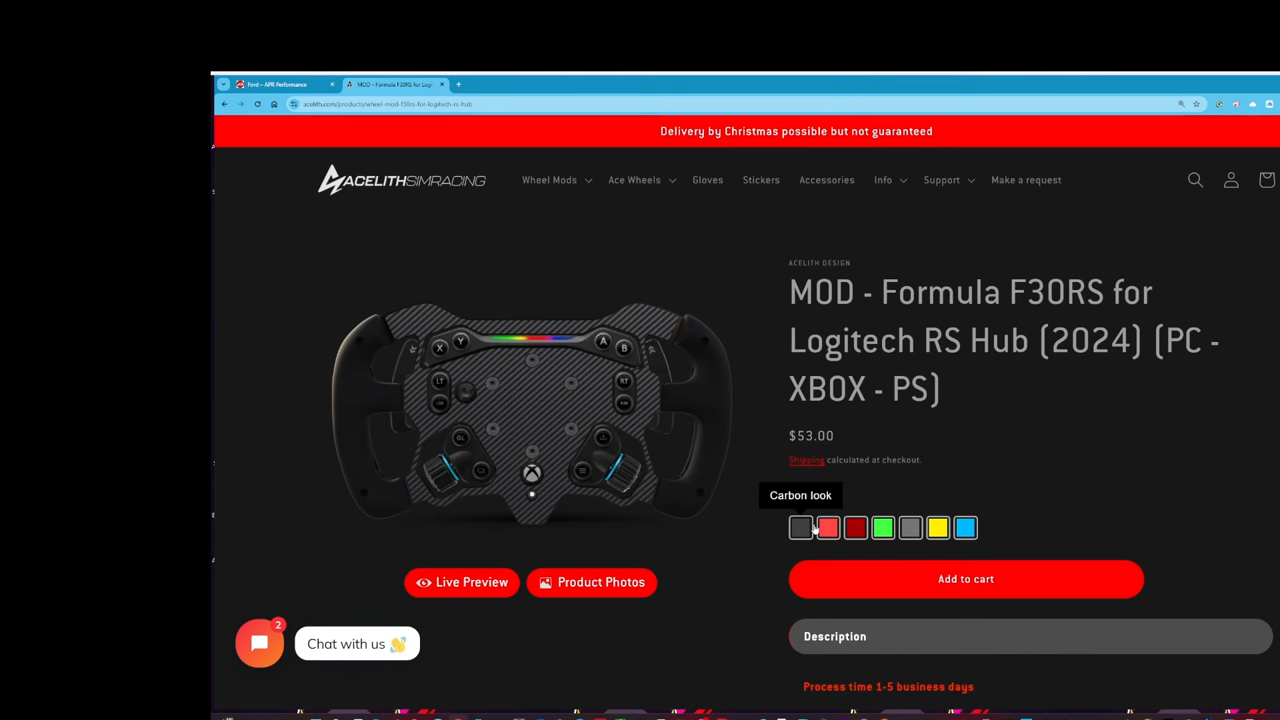 Ford – APR Performance
MOD - Formula F30RS for Logi
acelith.com/products/wheel-mod-f30rs-for-logitech-rs-hub
Delivery by Christmas possible but not guaranteed
ACELITHSIMRACING
Wheel Mods
Ace Wheels
Gloves
Stickers
Accessories
Info
Support
Make a request
ACELITH DESIGN
MOD - Formula F30RS for
Logitech RS Hub (2024) (PC -
XBOX - PS)
$53.00
Shipping calculated at checkout.
Carbon look
X
Y
A
B
LT
RT
GL
Live Preview
Product Photos
Add to cart
Description
Process time 1-5 business days
2
Chat with us 👋